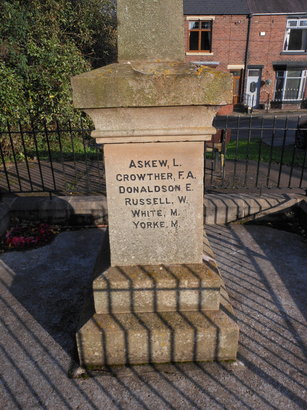 ASKEW, L.
CROWTHER, F.A.
DONALDSON E.
RUSSELL, W.
WHITE, M.
YORKE, M.